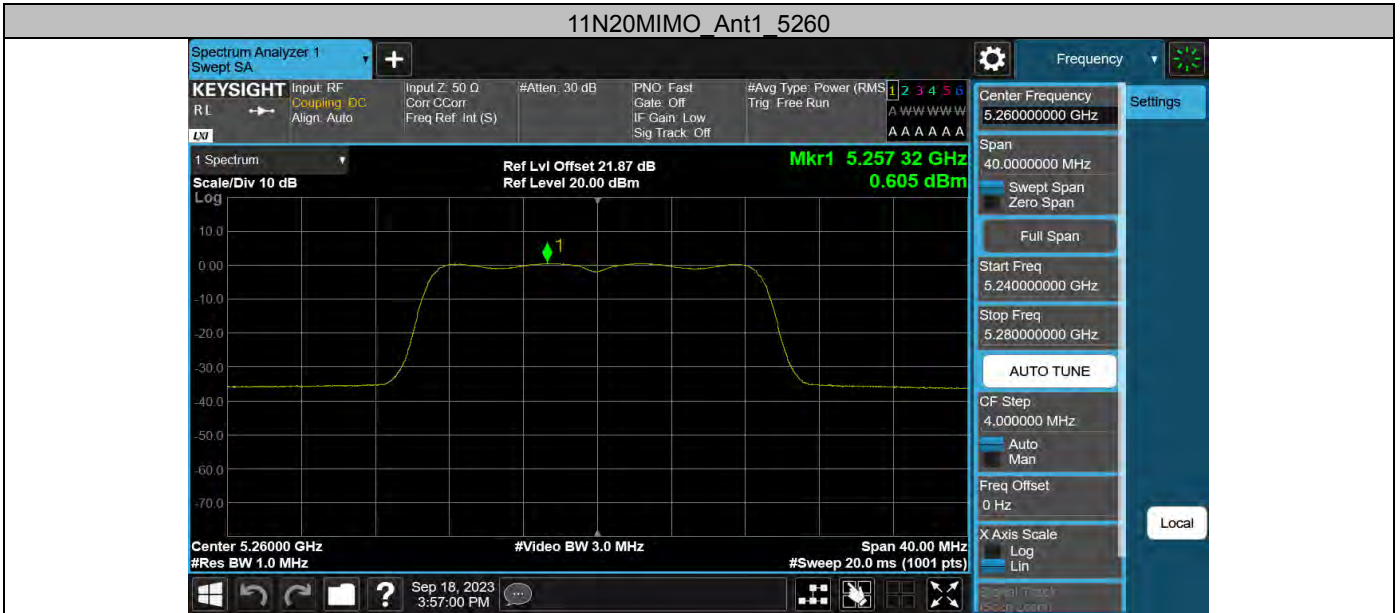 11N20MIMO_Ant1_5260
Spectrum Analyzer 1
Swept SA
+
Frequency
KEYSIGHT
R L
LXI
Input: RF
Coupling: DC
Align: Auto
Input Z: 50 Ω
Corr CCorr
Freq Ref: Int (S)
#Atten: 30 dB
PNO: Fast
Gate: Off
IF Gain: Low
Sig Track: Off
#Avg Type: Power (RMS
Trig: Free Run
1 2 3 4 5 6
A W W W W W
A A A A A A
1 Spectrum
Scale/Div 10 dB
Ref Lvl Offset 21.87 dB
Ref Level 20.00 dBm
Mkr1 5.257 32 GHz
0.605 dBm
Log
10.0
0.00
-10.0
-20.0
-30.0
-40.0
-50.0
-60.0
-70.0
1
Center 5.26000 GHz
#Res BW 1.0 MHz
#Video BW 3.0 MHz
Span 40.00 MHz
#Sweep 20.0 ms (1001 pts)
Center Frequency
5.260000000 GHz
Span
40.0000000 MHz
Swept Span
Zero Span
Full Span
Start Freq
5.240000000 GHz
Stop Freq
5.280000000 GHz
AUTO TUNE
CF Step
4.000000 MHz
Auto
Man
Freq Offset
0 Hz
X Axis Scale
Log
Lin
Signal Track
(Span Zoom)
Settings
Local
?
Sep 18, 2023
3:57:00 PM